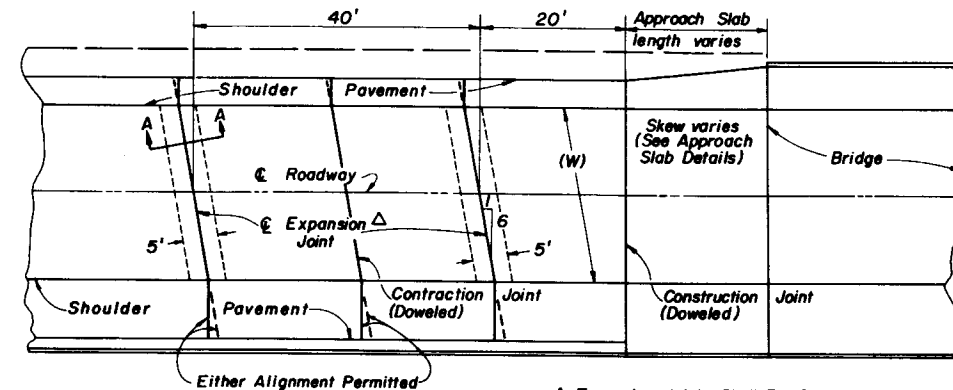 40'
20'
Approach Slab
length varies
Shoulder
Pavement
A
A
Skew varies
(See Approach
Slab Details)
(W)
Bridge
℄ Roadway
1
6
℄ Expansion △
Joint
5'
5'
Shoulder
Pavement
Contraction Joint
(Doweled)
Construction Joint
(Doweled)
Either Alignment Permitted